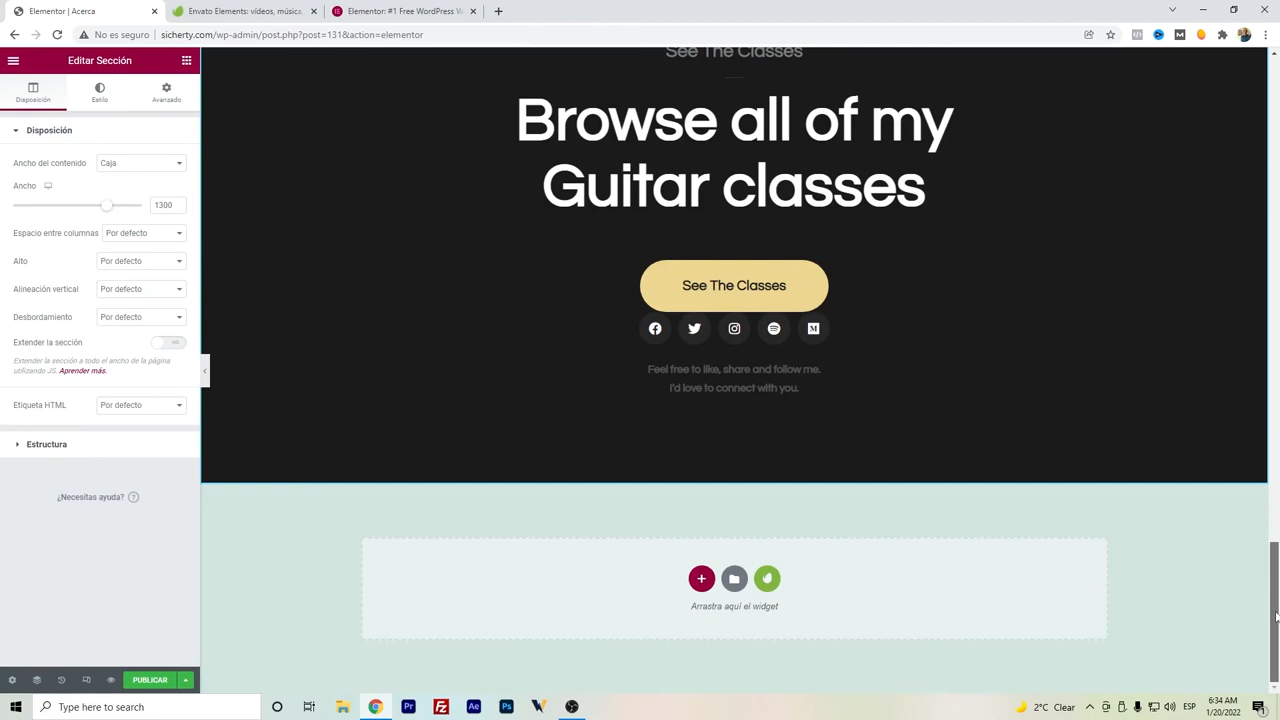 Elementor | Acerca
Envato Elements: vídeos, música,
Elementor: #1 Free WordPress W
No es seguro | sicherty.com/wp-admin/post.php?post=131&action=elementor
Editar Sección
Disposición
Estilo
Avanzado
Disposición
Ancho del contenido
Caja
Ancho
1300
Espacio entre columnas
Por defecto
Alto
Por defecto
Alineación vertical
Por defecto
Desbordamiento
Por defecto
Extender la sección
NO
Extender la sección a todo el ancho de la página
utilizando JS. Aprender más.
Etiqueta HTML
Por defecto
Estructura
¿Necesitas ayuda? ?
PUBLICAR
See The Classes
Browse all of my
Guitar classes
See The Classes
Feel free to like, share and follow me.
I'd love to connect with you.
Arrastra aquí el widget
Type here to search
Pr
Fz
Ae
Ps
2°C Clear
ESP
6:34 AM
1/20/2022